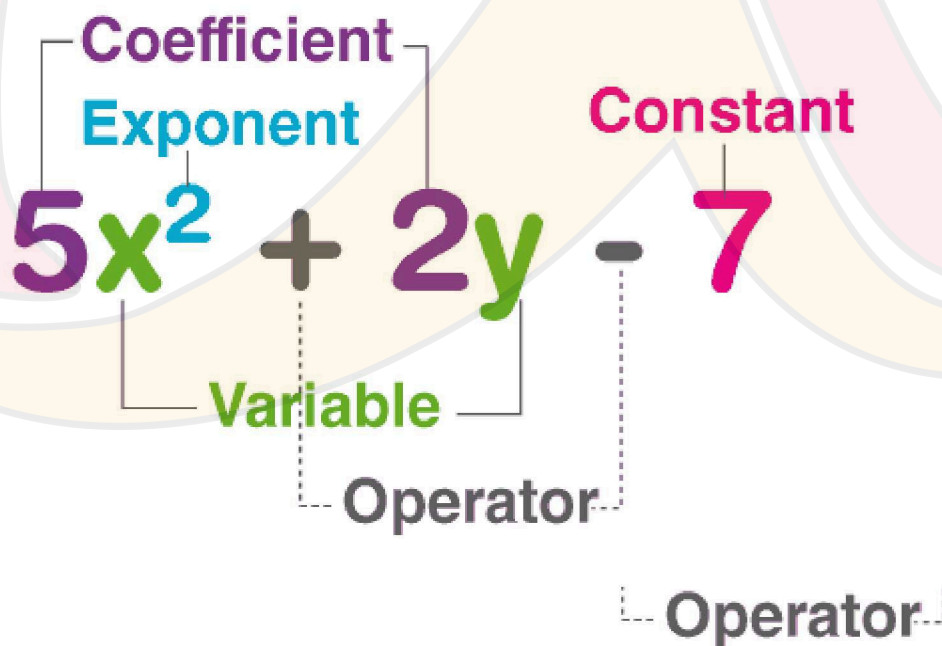 Coefficient
Exponent
Constant
5x² + 2y - 7
Variable
Operator
Operator